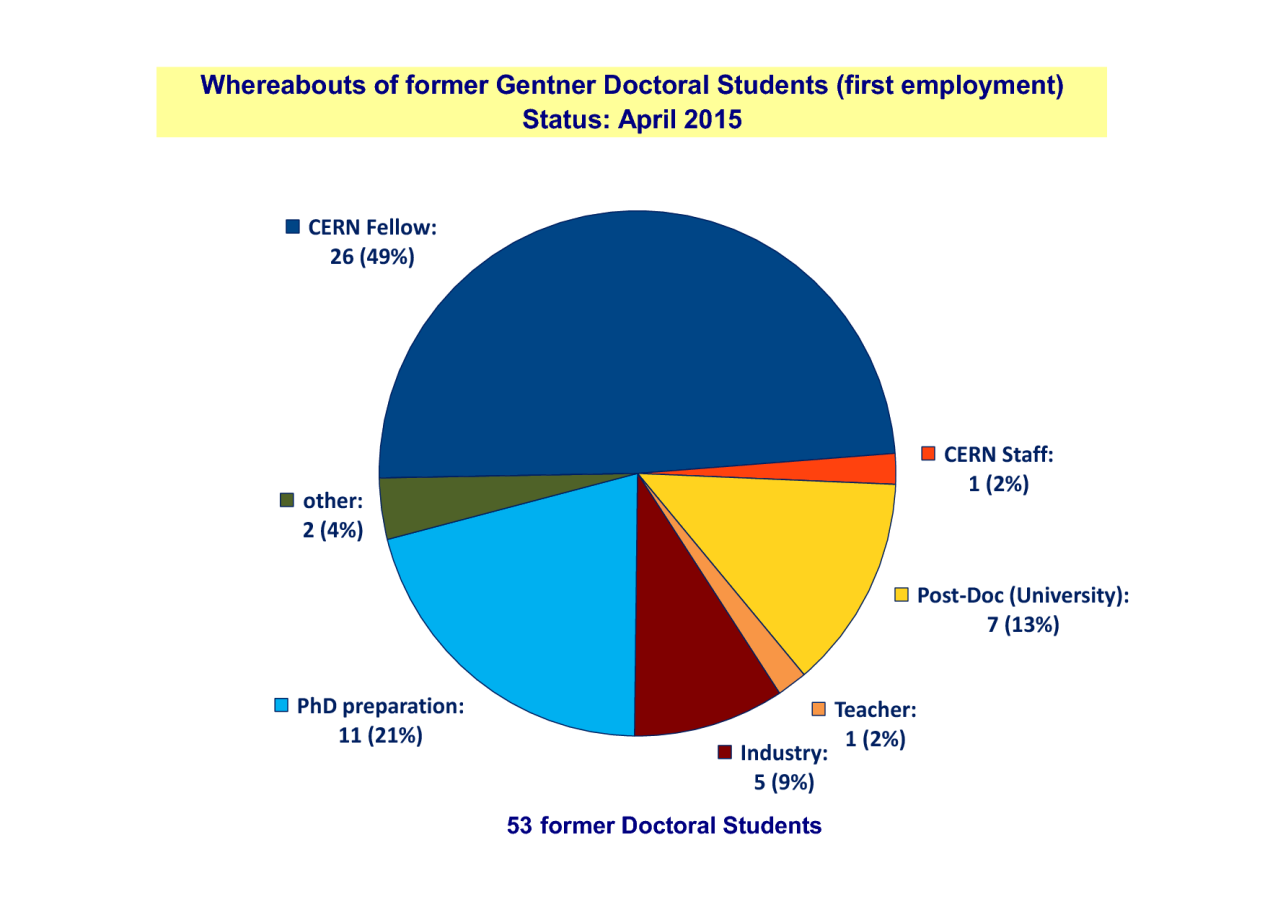 Whereabouts of former Gentner Doctoral Students (first employment)
Status: April 2015
CERN Fellow:
26 (49%)
CERN Staff:
1 (2%)
other:
2 (4%)
Post-Doc (University):
7 (13%)
PhD preparation:
11 (21%)
Teacher:
1 (2%)
Industry:
5 (9%)
53 former Doctoral Students